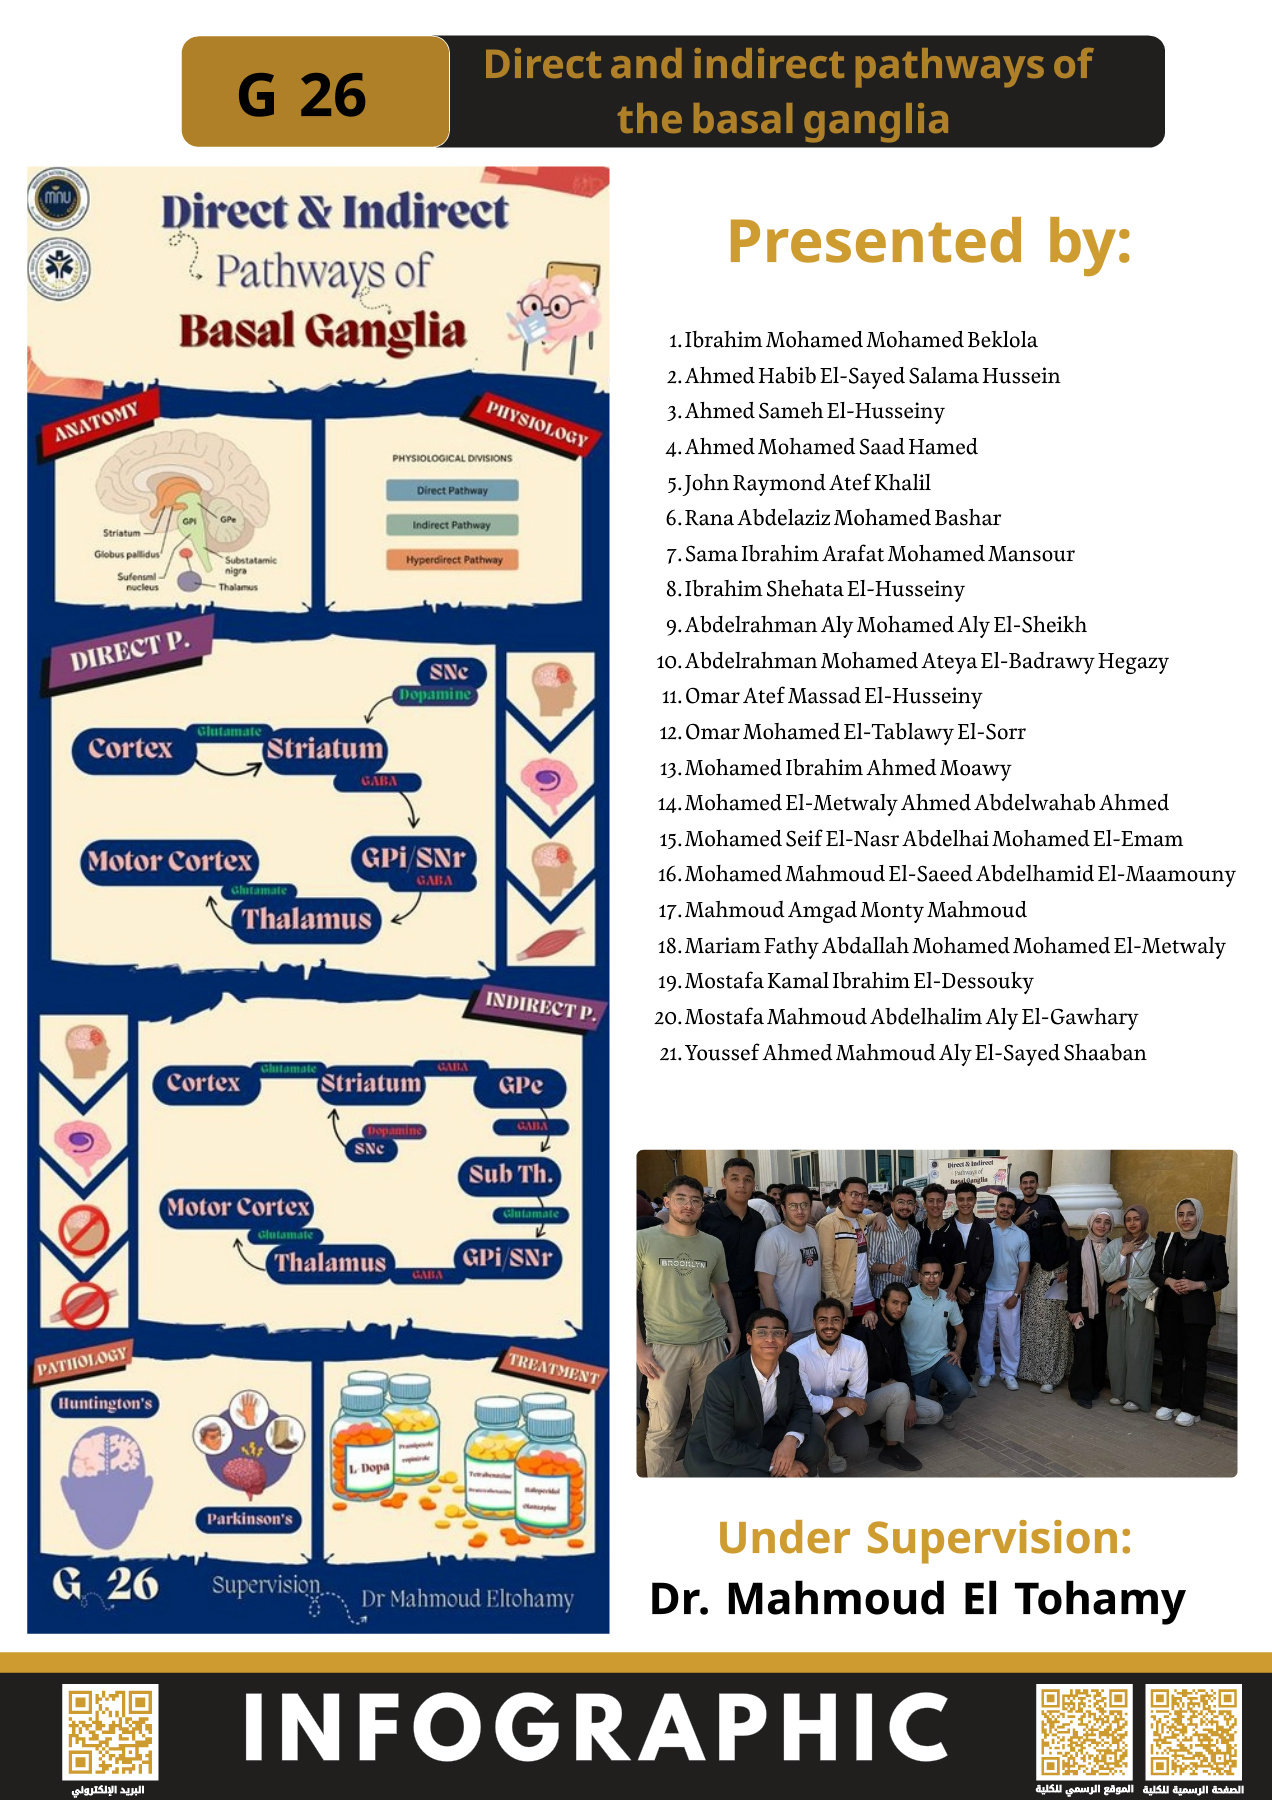 G 26
Direct and indirect pathways of
the basal ganglia
mnu
Direct & Indirect
Pathways of
Basal Ganglia
ANATOMY
GPi
GPe
Striatum
Globus pallidus
Sufensml
nucleus
Substatamic
nigra
Thalamus
PHYSIOLOGY
PHYSIOLOGICAL DIVISIONS
Direct Pathway
Indirect Pathway
Hyperdirect Pathway
DIRECT P.
SNc
Dopamine
Cortex
Glutamate
Striatum
GABA
Motor Cortex
GPi/SNr
GABA
Glutamate
Thalamus
INDIRECT P.
Cortex
Glutamate
Striatum
GABA
GPe
GABA
Dopamine
SNc
Sub Th.
Motor Cortex
Glutamate
Glutamate
Thalamus
GABA
GPi/SNr
PATHOLOGY
Huntington's
Parkinson's
TREATMENT
L Dopa
Pramipexole
ropinirole
Tetrabenazine
Haloperidol
Olanzapine
G 26
Supervision
Dr Mahmoud Eltohamy
Presented by:
1. Ibrahim Mohamed Mohamed Beklola
2. Ahmed Habib El-Sayed Salama Hussein
3. Ahmed Sameh El-Husseiny
4. Ahmed Mohamed Saad Hamed
5. John Raymond Atef Khalil
6. Rana Abdelaziz Mohamed Bashar
7. Sama Ibrahim Arafat Mohamed Mansour
8. Ibrahim Shehata El-Husseiny
9. Abdelrahman Aly Mohamed Aly El-Sheikh
10. Abdelrahman Mohamed Ateya El-Badrawy Hegazy
11. Omar Atef Massad El-Husseiny
12. Omar Mohamed El-Tablawy El-Sorr
13. Mohamed Ibrahim Ahmed Moawy
14. Mohamed El-Metwaly Ahmed Abdelwahab Ahmed
15. Mohamed Seif El-Nasr Abdelhai Mohamed El-Emam
16. Mohamed Mahmoud El-Saeed Abdelhamid El-Maamouny
17. Mahmoud Amgad Monty Mahmoud
18. Mariam Fathy Abdallah Mohamed Mohamed El-Metwaly
19. Mostafa Kamal Ibrahim El-Dessouky
20. Mostafa Mahmoud Abdelhalim Aly El-Gawhary
21. Youssef Ahmed Mahmoud Aly El-Sayed Shaaban
Direct & Indirect
Pathways of
Basal Ganglia
BROOKLYN
Under Supervision:
Dr. Mahmoud El Tohamy
INFOGRAPHIC
البريد الإلكتروني
الموقع الرسمي للكلية
الصفحة الرسمية للكلية